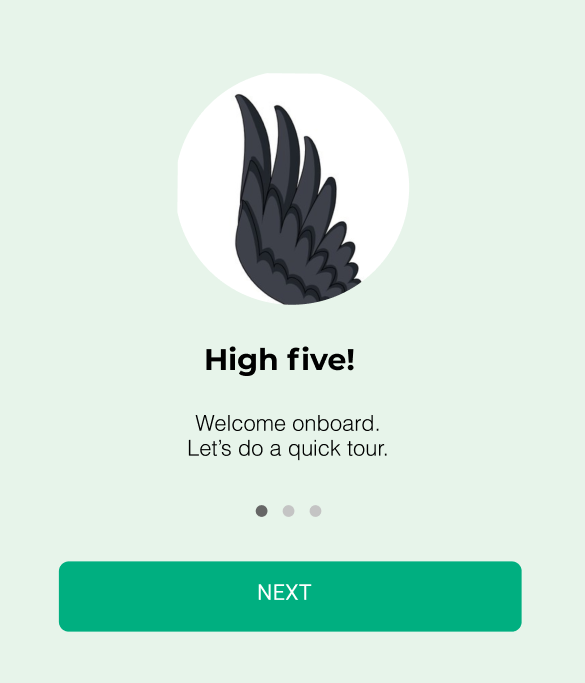 High five!
Welcome onboard.
Let's do a quick tour.
NEXT